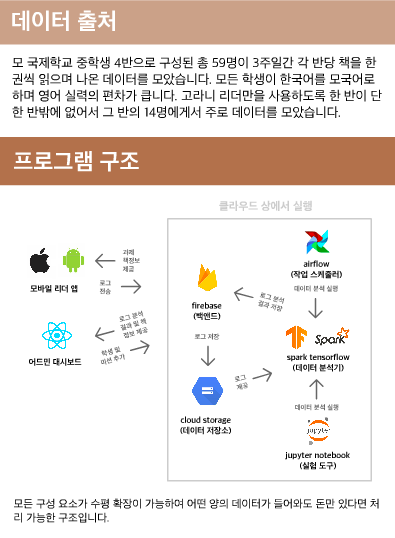 데이터 출처
모 국제학교 중학생 4반으로 구성된 총 59명이 3주일간 각 반당 책을 한
권씩 읽으며 나온 데이터를 모았습니다. 모든 학생이 한국어를 모국어로
하며 영어 실력의 편차가 큽니다. 고라니 리더만을 사용하도록 한 반이 단
한 반밖에 없어서 그 반의 14명에게서 주로 데이터를 모았습니다.
프로그램 구조
클라우드 상에서 실행
과제
책정보
제공
로그
전송
모바일 리더 앱
airflow
(작업 스케줄러)
데이터 분석 실행
firebase
(백앤드)
로그 분석
결과 저장
로그 분석
결과 및 책
정보 제공
학생 및
미션 추가
어드민 대시보드
로그 저장
Spark
spark tensorflow
(데이터 분석기)
로그
제공
cloud storage
(데이터 저장소)
데이터 분석 실행
jupyter
jupyter notebook
(실험 도구)
모든 구성 요소가 수평 확장이 가능하여 어떤 양의 데이터가 들어와도 돈만 있다면 처
리 가능한 구조입니다.